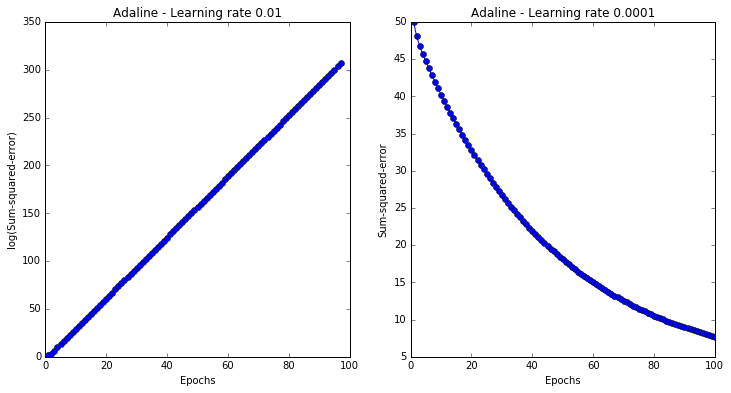 Adaline - Learning rate 0.01
350
300
250
200
150
100
50
0
0 20 40 60 80 100
log(Sum-squared-error)
Epochs
Adaline - Learning rate 0.0001
50
45
40
35
30
25
20
15
10
5
0 20 40 60 80 100
Sum-squared-error
Epochs